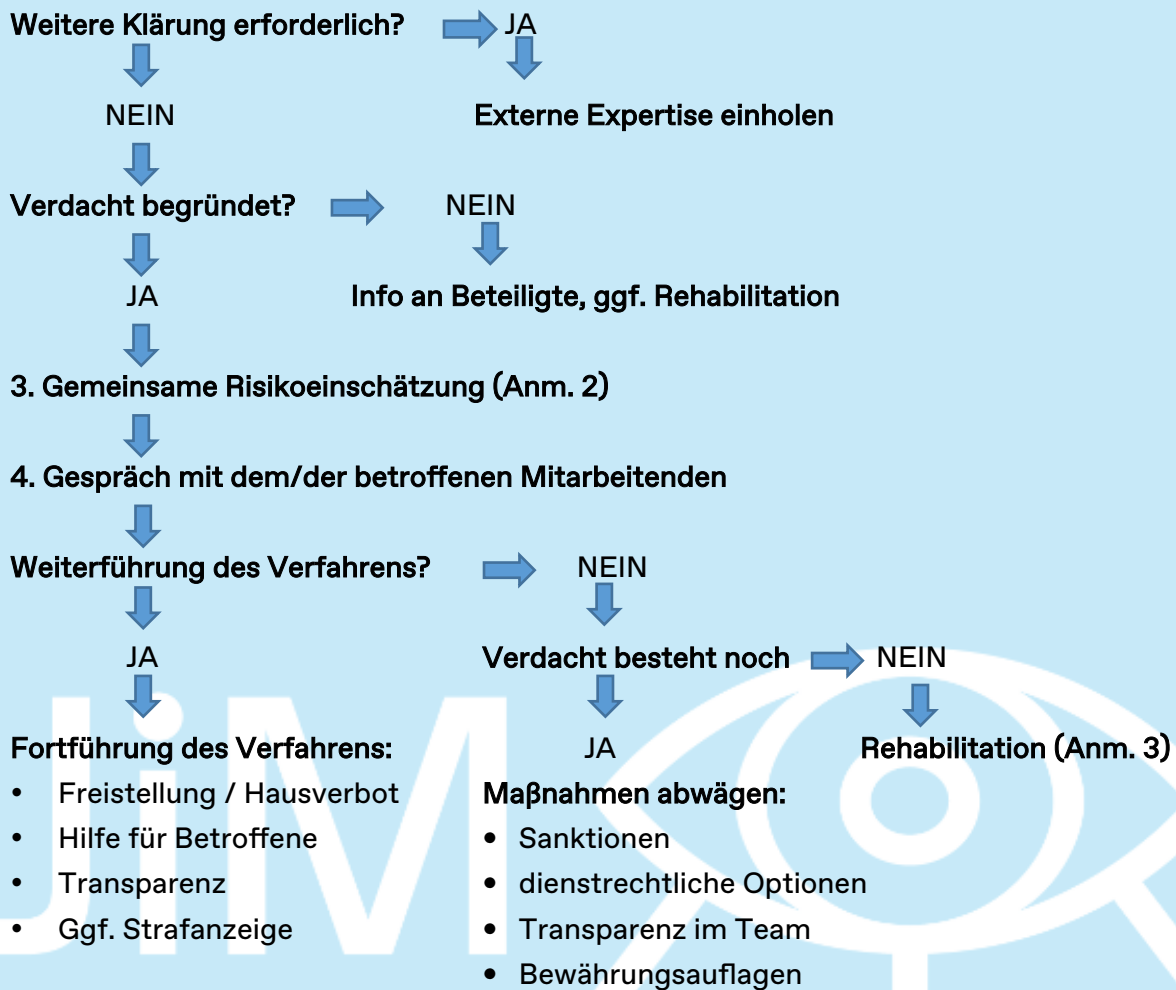 Weitere Klärung erforderlich? JA
NEIN Externe Expertise einholen
Verdacht begründet? NEIN
JA Info an Beteiligte, ggf. Rehabilitation
3. Gemeinsame Risikoeinschätzung (Anm. 2)
4. Gespräch mit dem/der betroffenen Mitarbeitenden
Weiterführung des Verfahrens? NEIN
JA Verdacht besteht noch NEIN
Fortführung des Verfahrens: JA Rehabilitation (Anm. 3)
• Freistellung / Hausverbot
• Hilfe für Betroffene
• Transparenz
• Ggf. Strafanzeige
Maßnahmen abwägen:
• Sanktionen
• dienstrechtliche Optionen
• Transparenz im Team
• Bewährungsauflagen
JiM